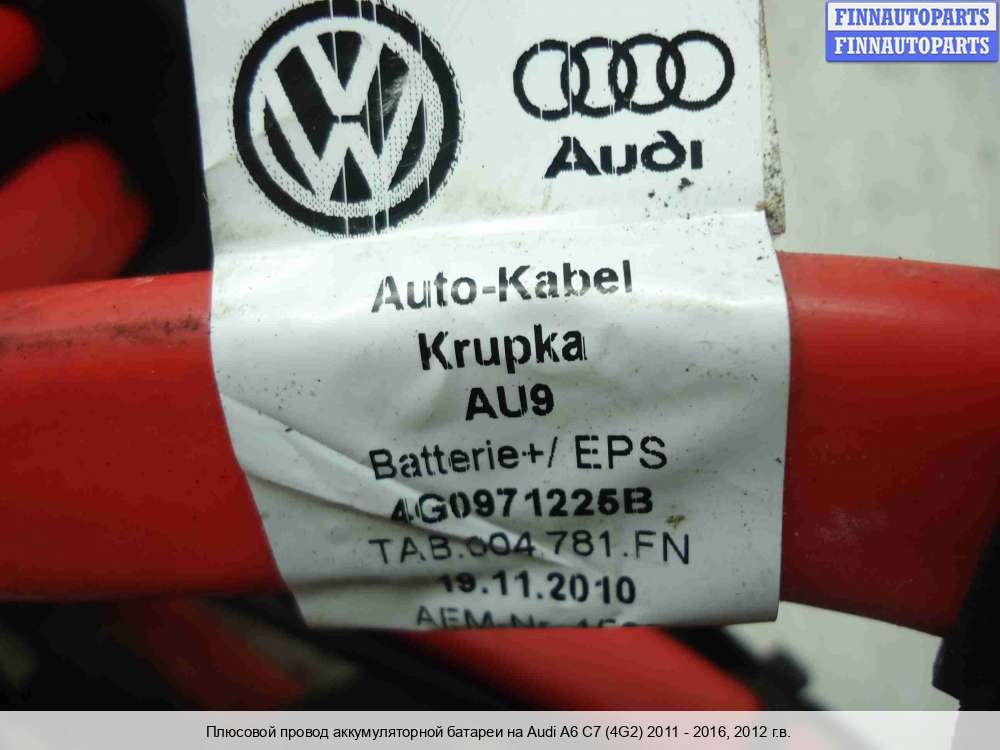 FINNAUTOPARTS
FINNAUTOPARTS
Audi
Auto-Kabel
Krupka
AU9
Batterie+/ EPS
4G0971225B
TAB.004.781.FN
19.11.2010
Плюсовой провод аккумуляторной батареи на Audi A6 C7 (4G2) 2011 - 2016, 2012 г.в.